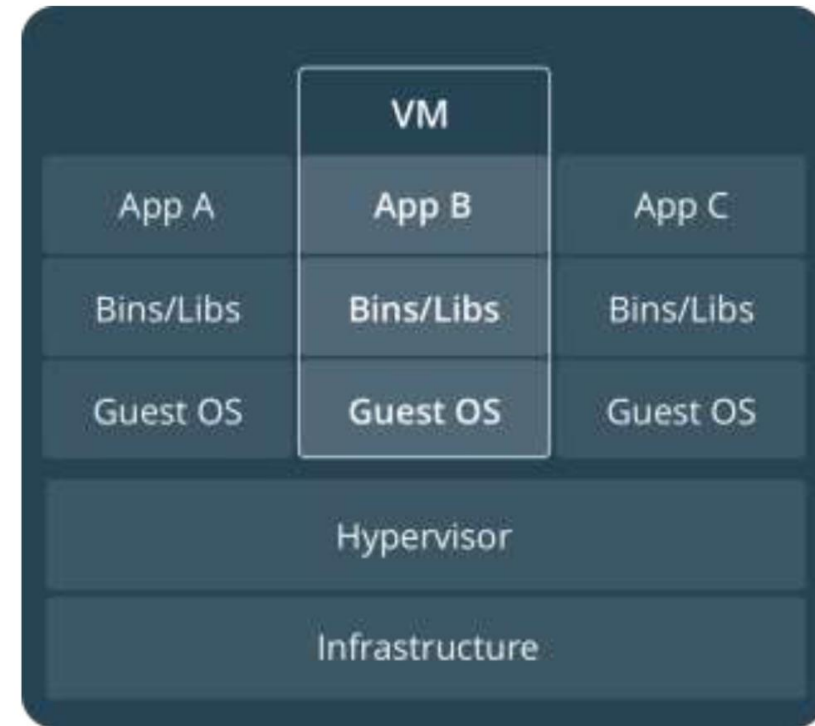 VM
App A App B App C
Bins/Libs Bins/Libs Bins/Libs
Guest OS Guest OS Guest OS
Hypervisor
Infrastructure